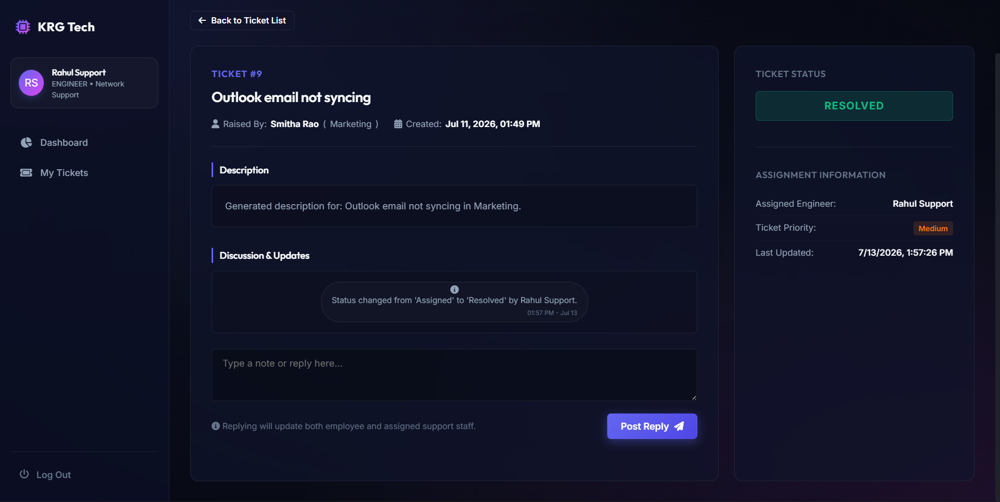 KRG Tech
RS
Rahul Support
ENGINEER • Network
Support
Dashboard
My Tickets
Log Out
Back to Ticket List
TICKET #9
Outlook email not syncing
Raised By: Smitha Rao ( Marketing ) Created: Jul 11, 2026, 01:49 PM
Description
Generated description for: Outlook email not syncing in Marketing.
Discussion & Updates
Status changed from 'Assigned' to 'Resolved' by Rahul Support.
01:57 PM - Jul 13
Type a note or reply here...
Replying will update both employee and assigned support staff.
Post Reply
TICKET STATUS
RESOLVED
ASSIGNMENT INFORMATION
Assigned Engineer: Rahul Support
Ticket Priority: Medium
Last Updated: 7/13/2026, 1:57:26 PM